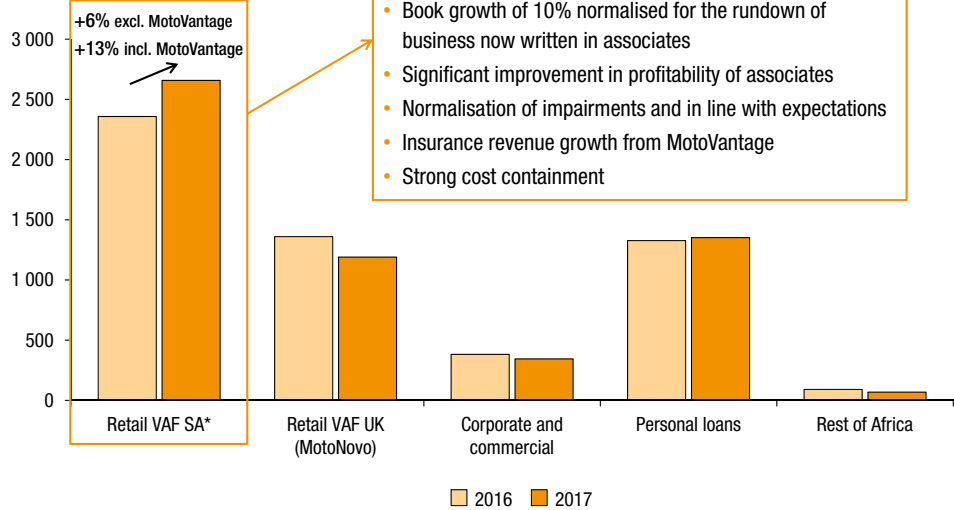 +6% excl. MotoVantage
+13% incl. MotoVantage
• Book growth of 10% normalised for the rundown of
business now written in associates
• Significant improvement in profitability of associates
• Normalisation of impairments and in line with expectations
• Insurance revenue growth from MotoVantage
• Strong cost containment
3 000
2 500
2 000
1 500
1 000
500
0
Retail VAF SA*
Retail VAF UK
(MotoNovo)
Corporate and
commercial
Personal loans
Rest of Africa
2016
2017